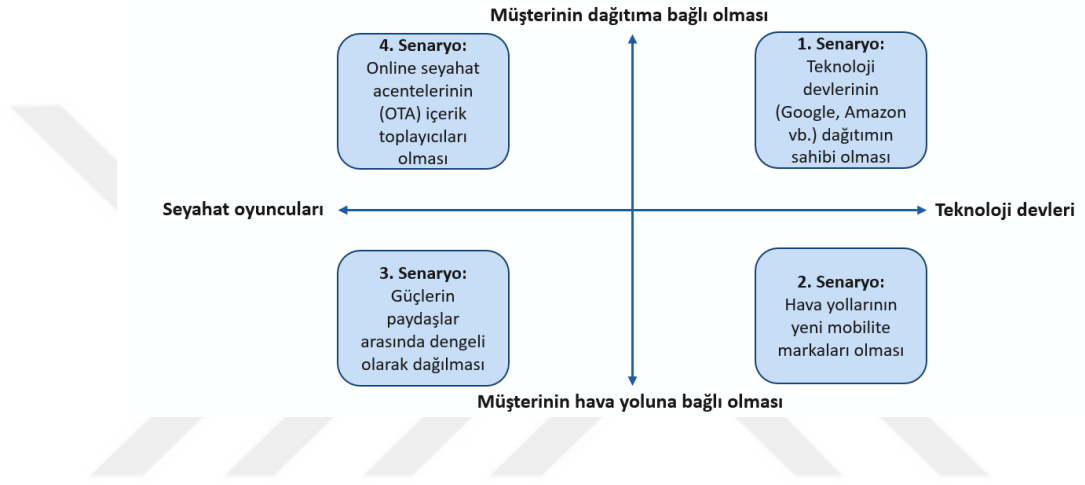 Müşterinin dağıtıma bağlı olması
4. Senaryo:
Online seyahat
acentelerinin
(OTA) içerik
toplayıcıları
olması
1. Senaryo:
Teknoloji
devlerinin
(Google, Amazon
vb.) dağıtımın
sahibi olması
Seyahat oyuncuları
Teknoloji devleri
3. Senaryo:
Güçlerin
paydaşlar
arasında dengeli
olarak dağılması
2. Senaryo:
Hava yollarının
yeni mobilite
markaları olması
Müşterinin hava yoluna bağlı olması